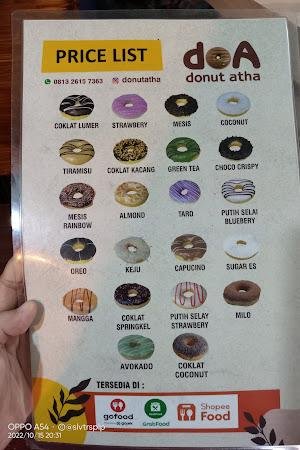 PRICE LIST
0813 2615 7363
donutatha
doA
donut atha
COKLAT LUMER
STRAWBERY
MESIS
COCONUT
TIRAMISU
COKLAT KACANG
GREEN TEA
CHOCO CRISPY
MESIS
RAINBOW
ALMOND
TARO
PUTIH SELAI
BLUEBERY
OREO
KEJU
CAPUCINO
SUGAR ES
MANGGA
COKLAT
SPRINGKEL
PUTIH SELAY
STRAWBERY
MILO
AVOKADO
COKLAT
COCONUT
TERSEDIA DI :
gofood
GrabFood
Shopee
Food
OPPO A54 · @slvtrsplp
2022/10/15 20:31